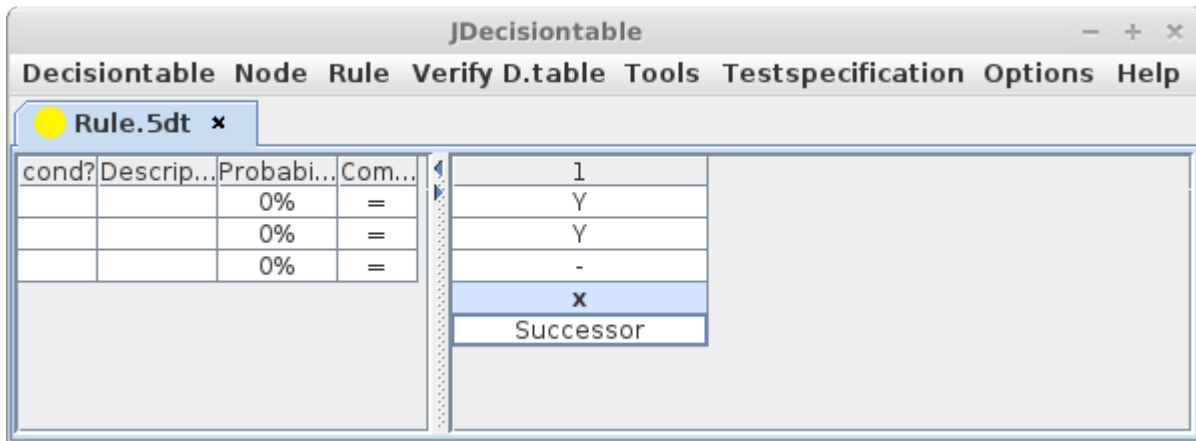 JDecisiontable
Decisiontable Node Rule Verify D.table Tools Testspecification Options Help
Rule.5dt
cond? Descrip... Probabi... Com... 1
0% = Y
0% = Y
0% = -
x
Successor